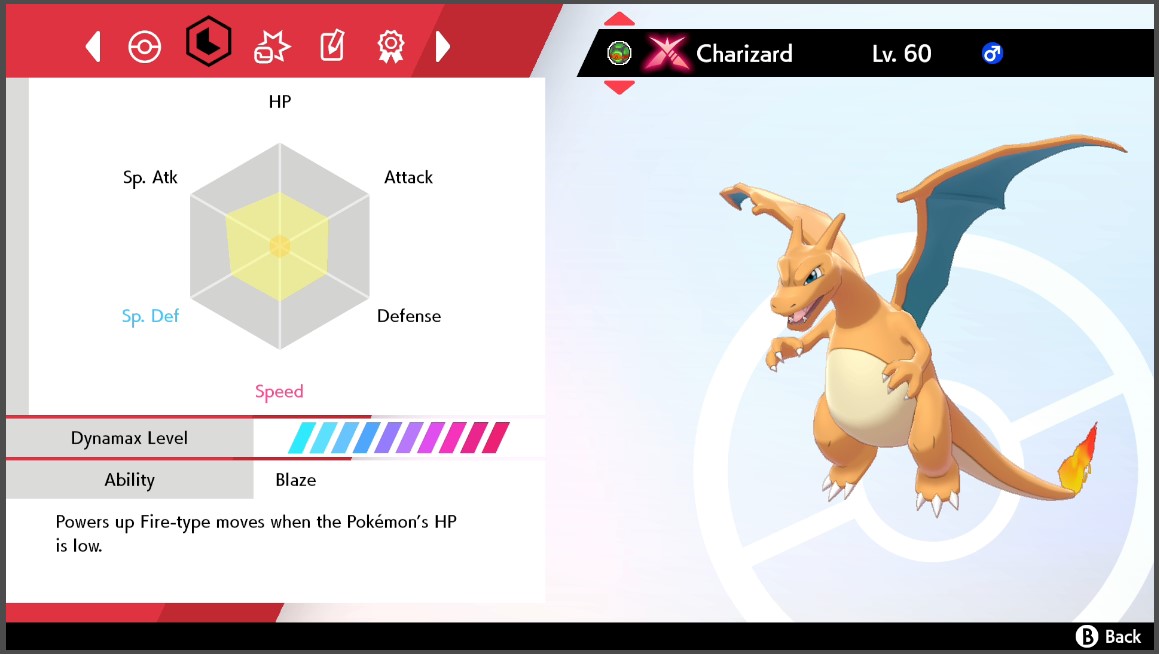 Charizard Lv. 60
HP
Sp. Atk
Attack
Sp. Def
Defense
Speed
Dynamax Level
Ability
Blaze
Powers up Fire-type moves when the Pokémon's HP
is low.
B Back